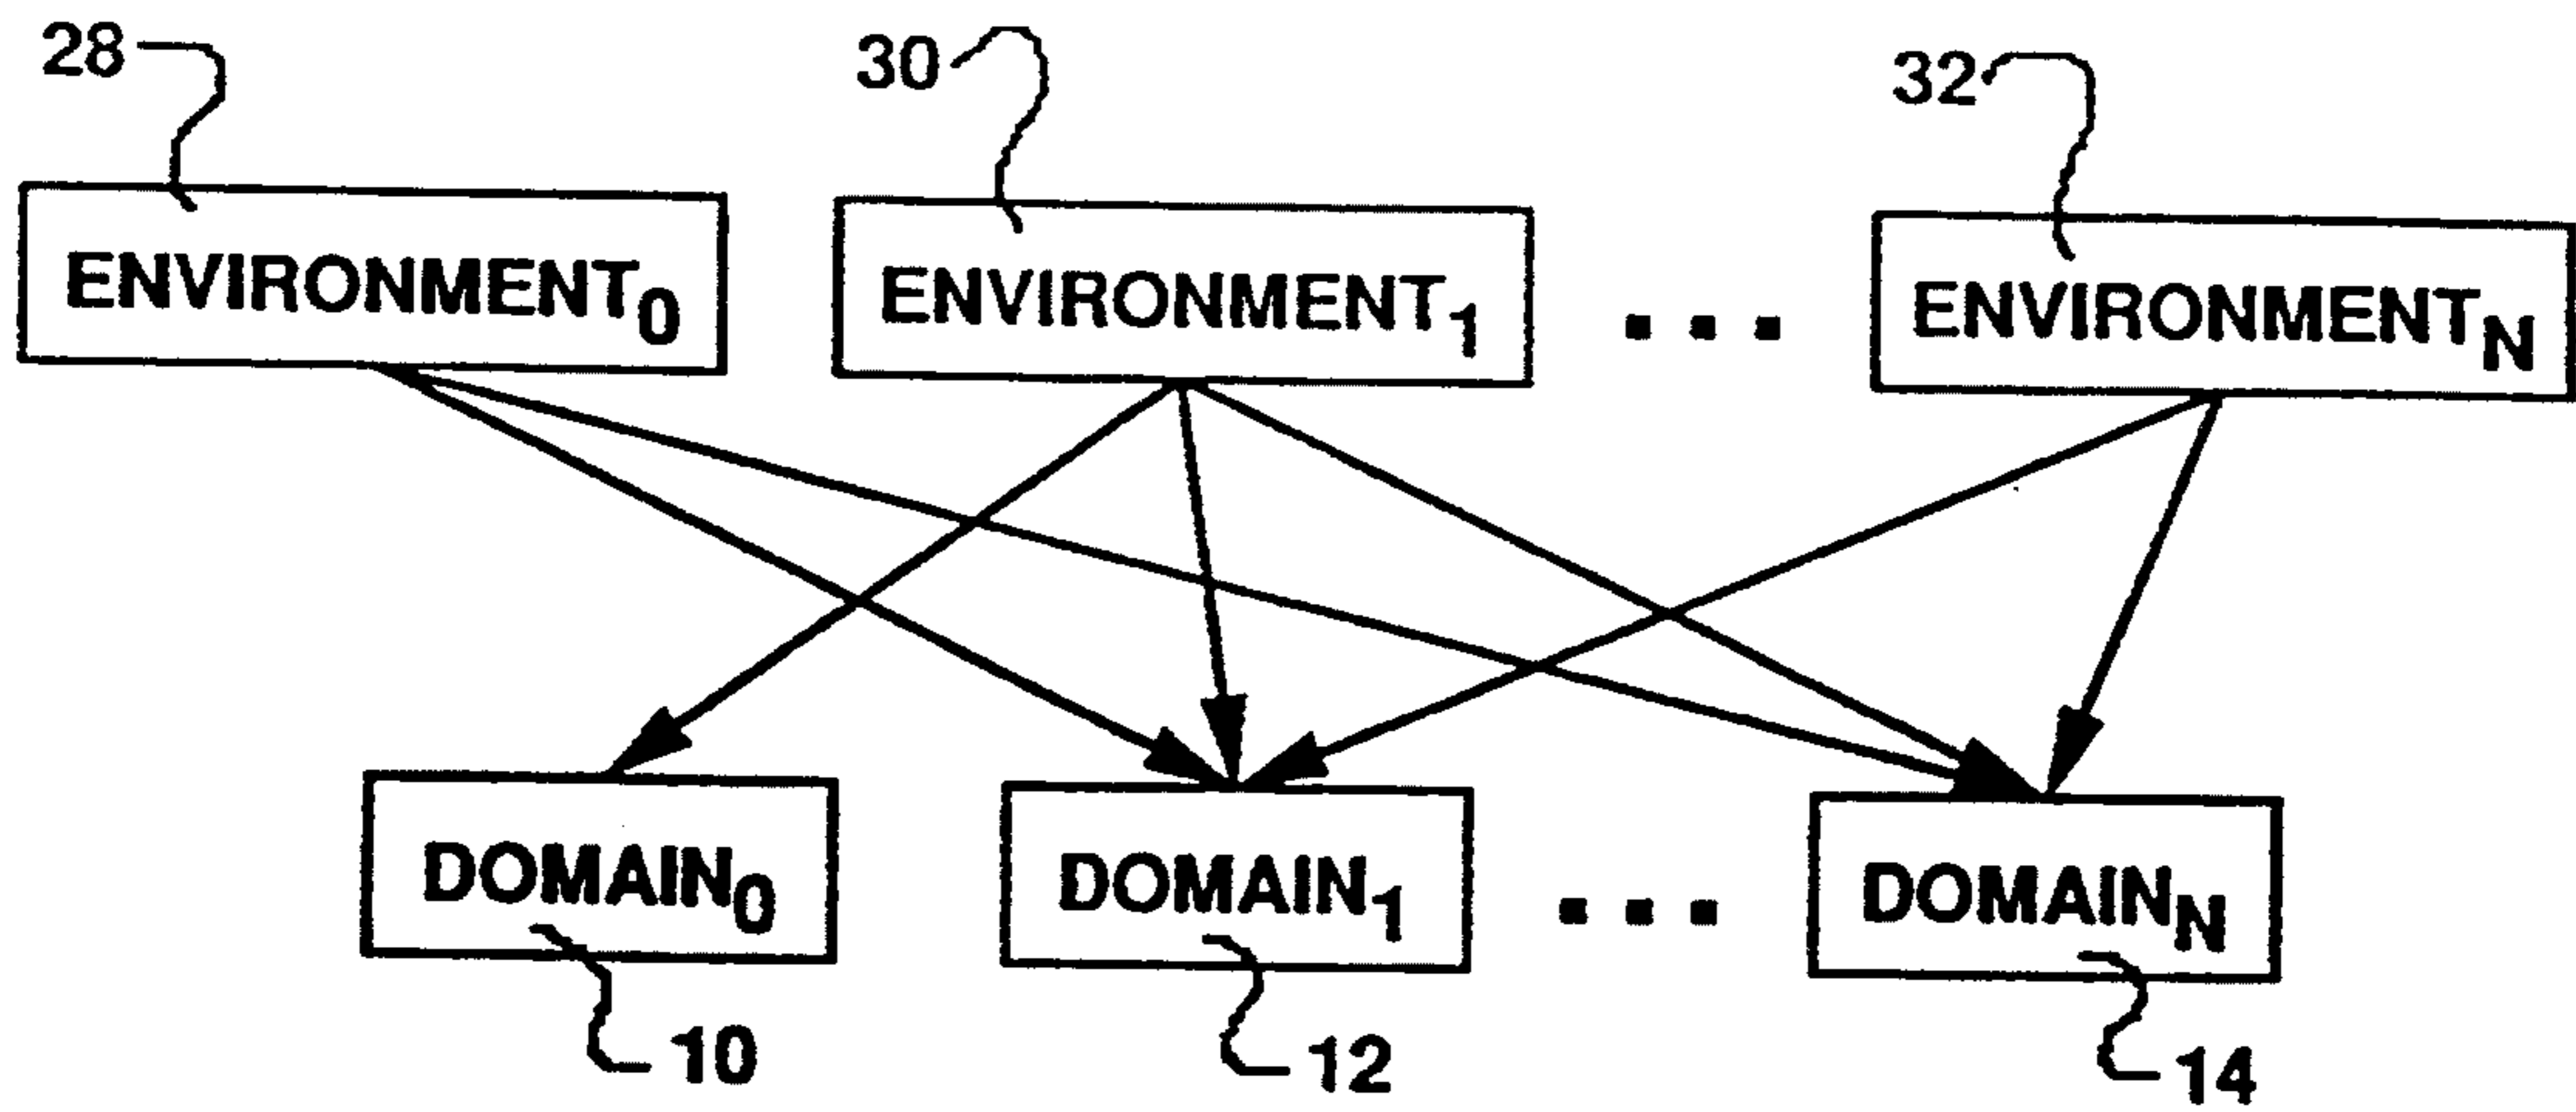 28 30 32
ENVIRONMENT₀ ENVIRONMENT₁ ... ENVIRONMENTN
DOMAIN₀ DOMAIN₁ ... DOMAINN
10 12 14